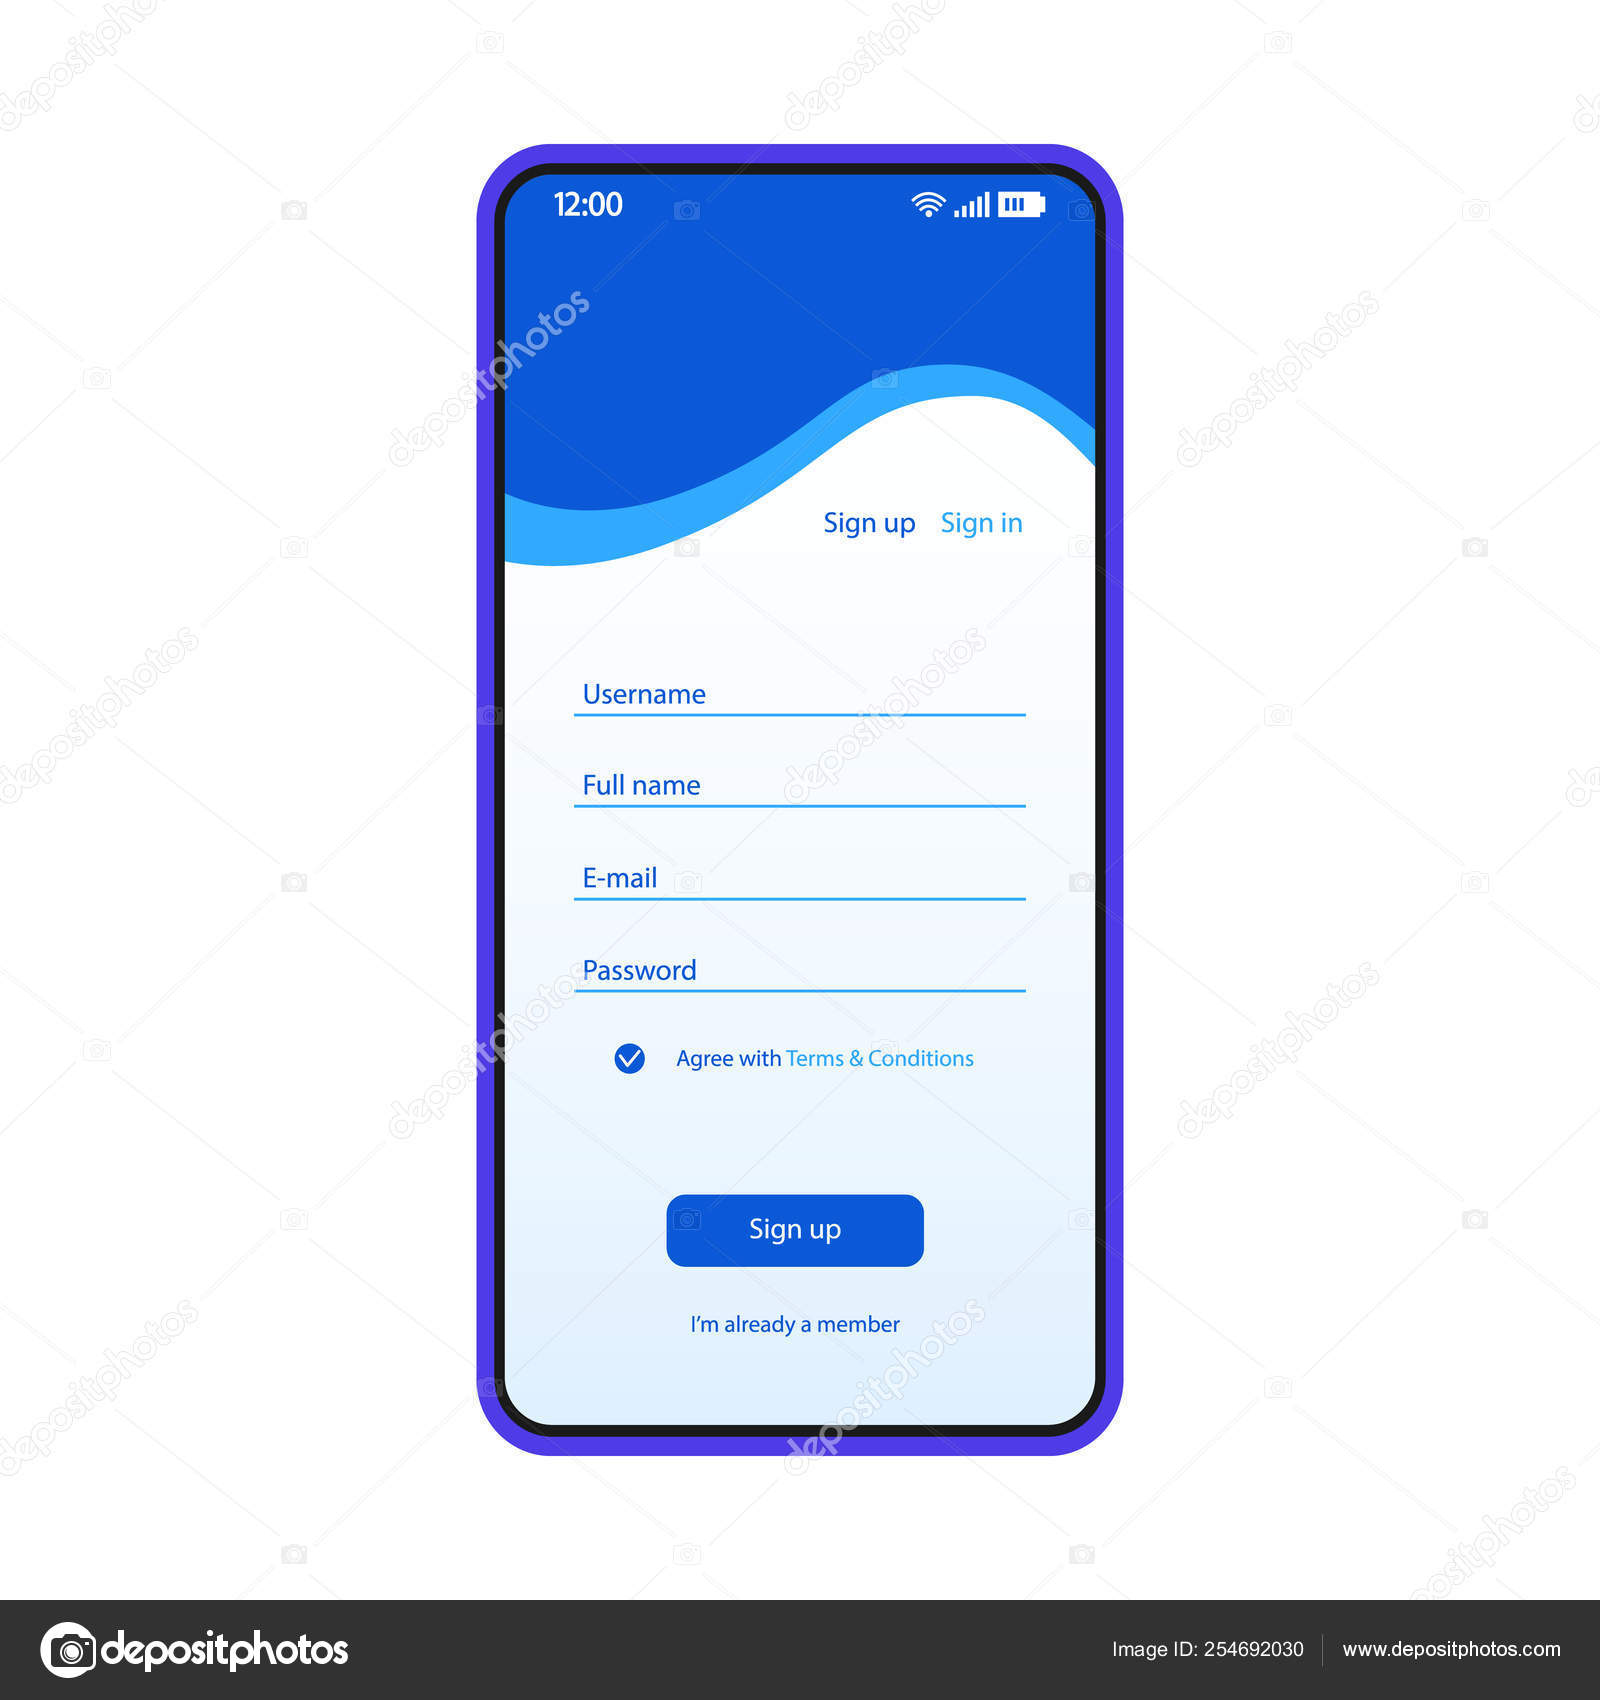 12:00
Sign up Sign in
Username
Full name
E-mail
Password
Agree with Terms & Conditions
Sign up
I'm already a member
depositphotos
Image ID: 254692030 www.depositphotos.com